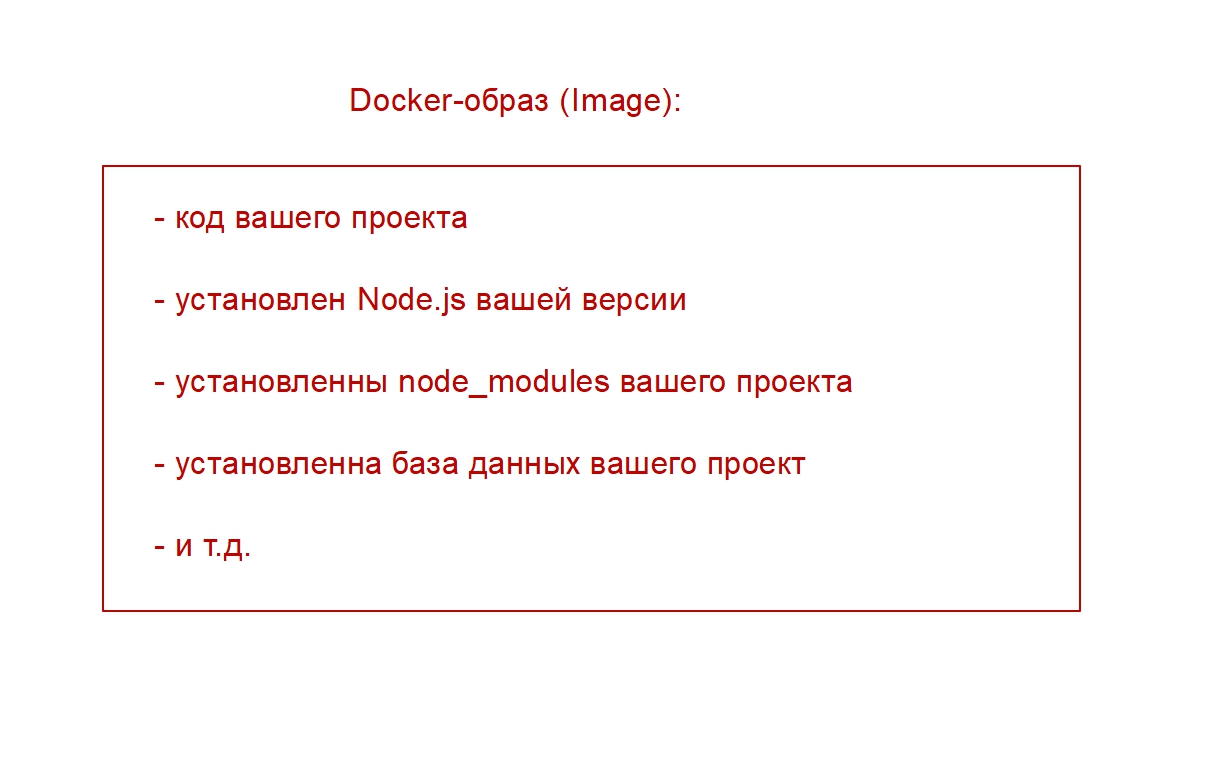 Docker-образ (Image):
- код вашего проекта
- установлен Node.js вашей версии
- установленны node_modules вашего проекта
- установленна база данных вашего проект
- и т.д.